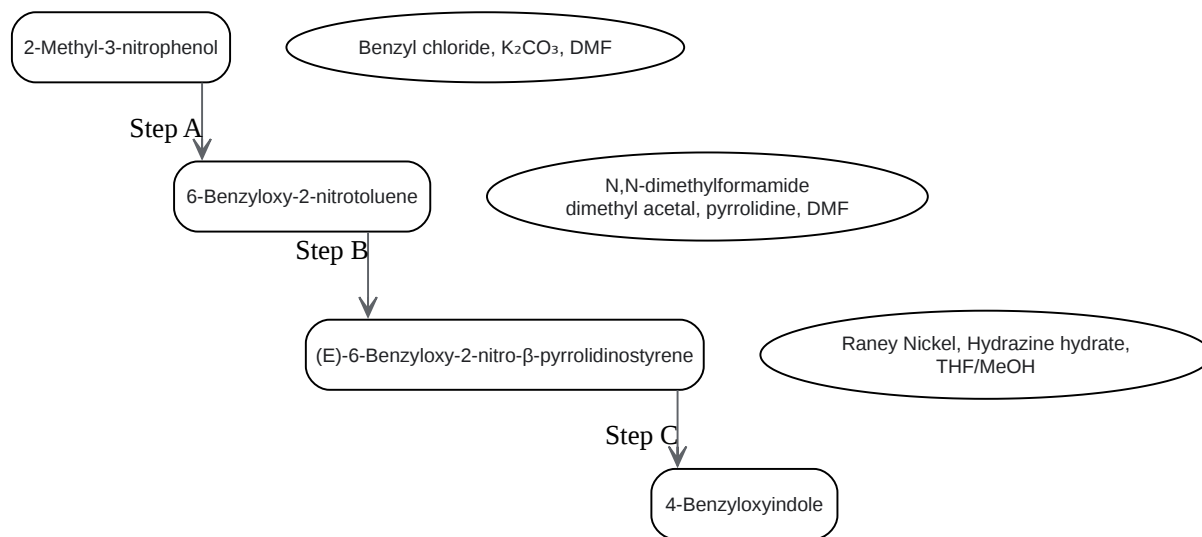 2-Methyl-3-nitrophenol
Benzyl chloride, K₂CO₃, DMF
Step A
6-Benzyloxy-2-nitrotoluene
N,N-dimethylformamide
dimethyl acetal, pyrrolidine, DMF
Step B
(E)-6-Benzyloxy-2-nitro-β-pyrrolidinostyrene
Raney Nickel, Hydrazine hydrate,
THF/MeOH
Step C
4-Benzyloxyindole